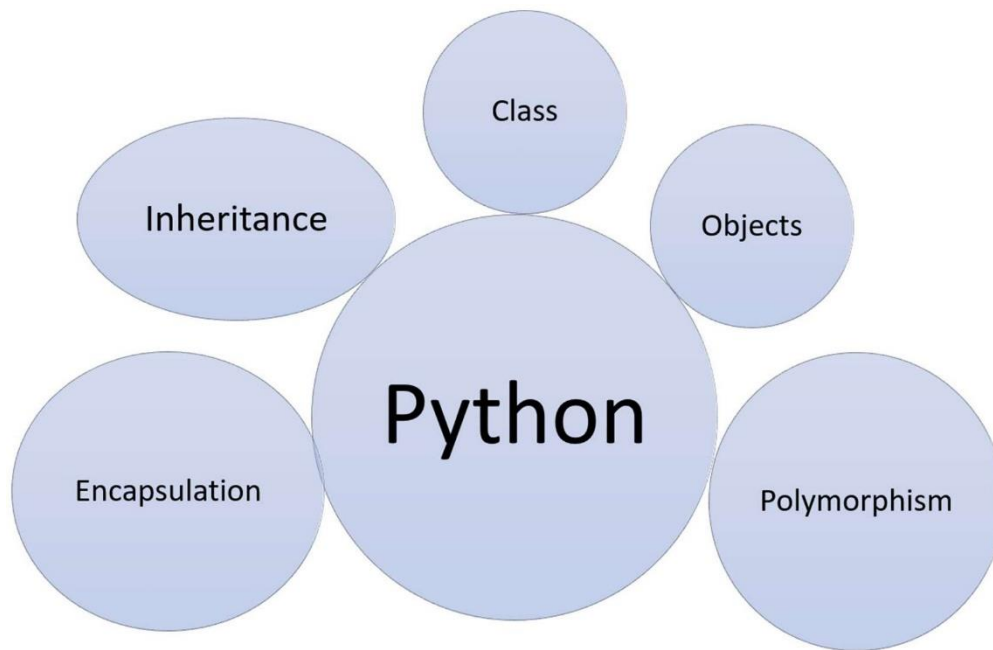 Class
Inheritance
Objects
Python
Encapsulation
Polymorphism